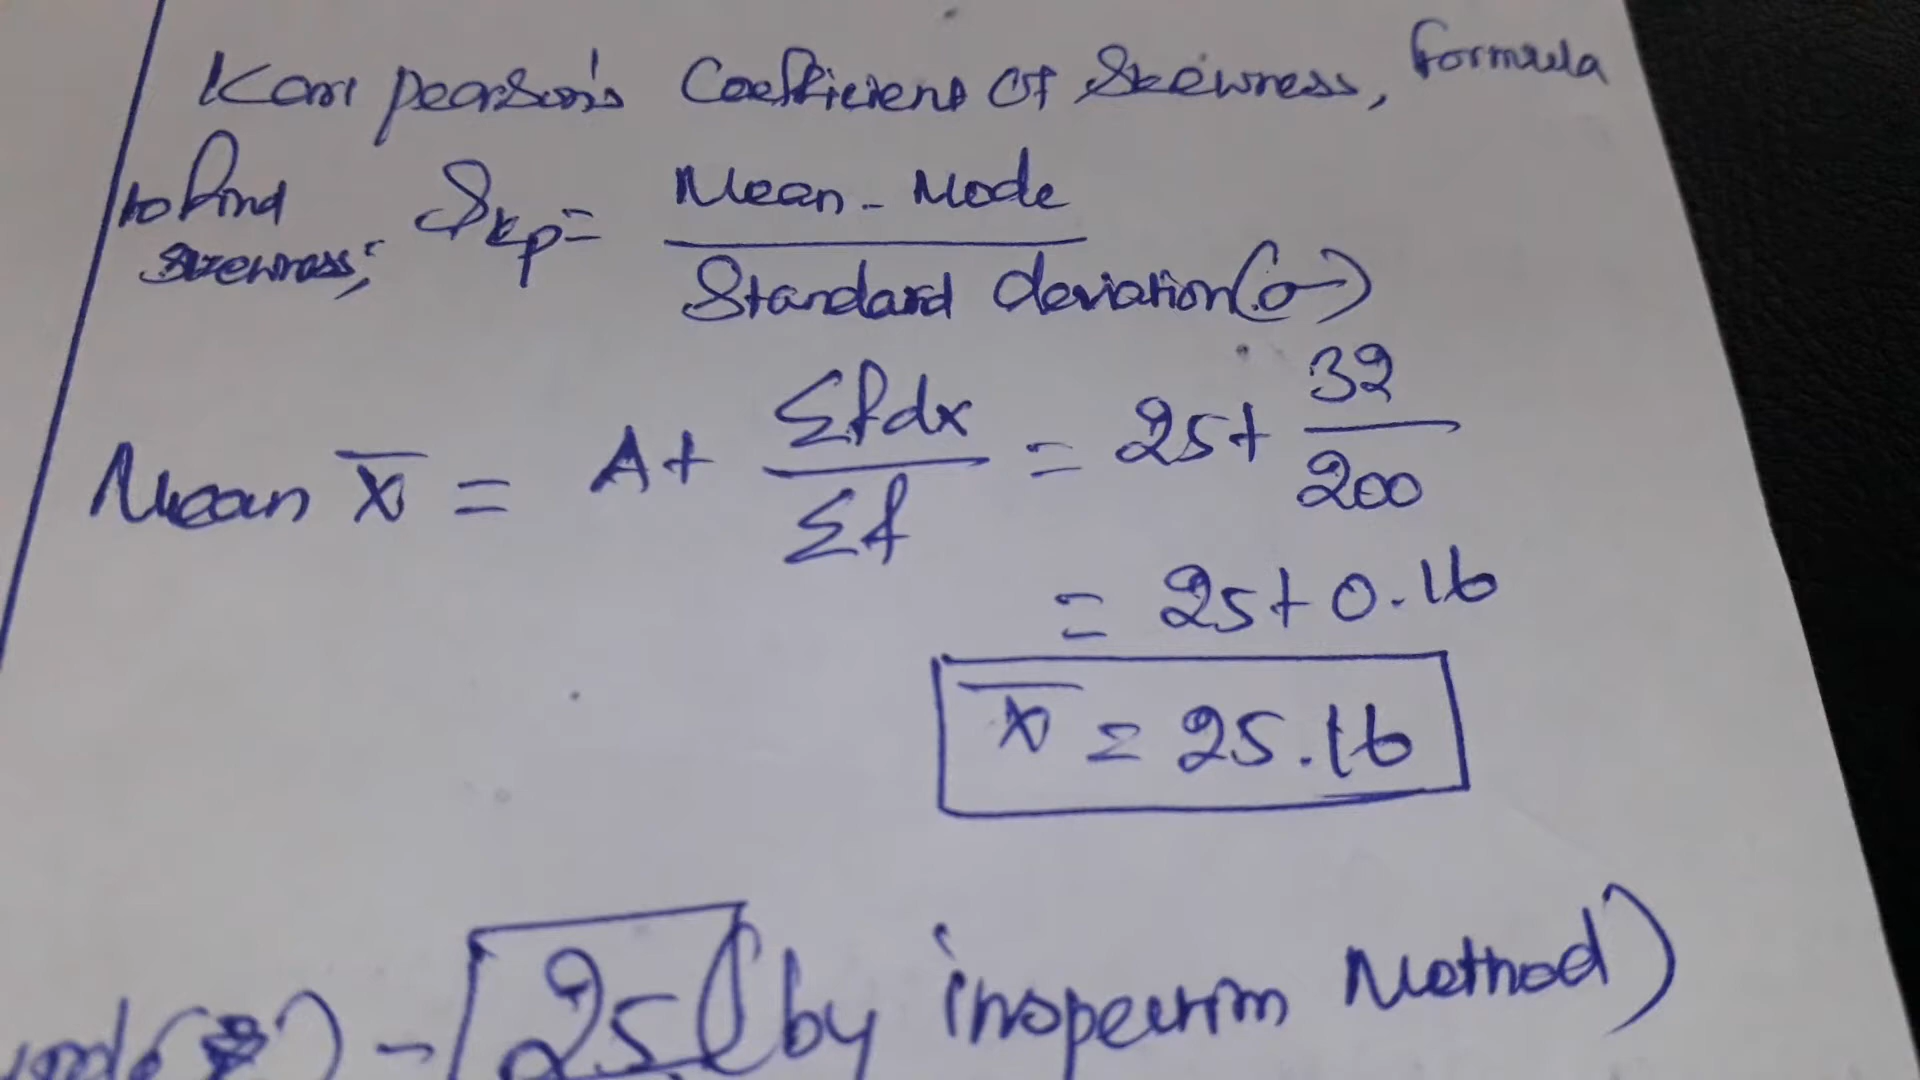 Karl pearson's Coefficient of Skewness, formula
to find skewness; Skp = Mean - Mode / Standard deviation (σ)
Mean x̄ = A + Σfdx / Σf = 25 + 32 / 200
= 25 + 0.16
x̄ = 25.16
- 25 (by inspection Method)